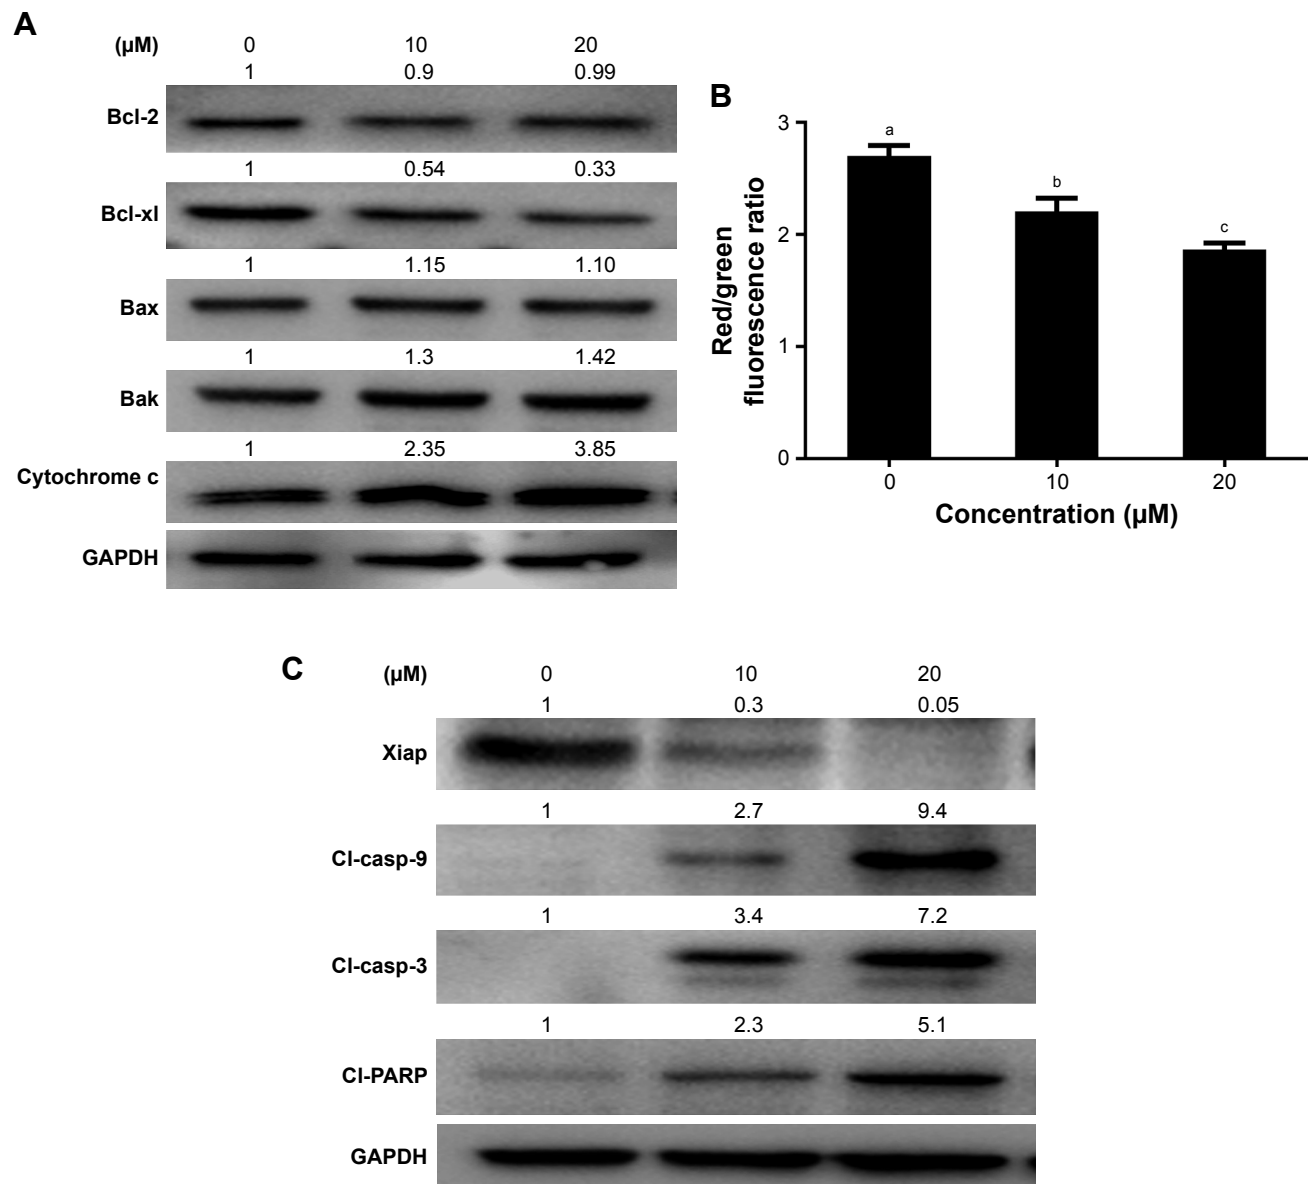 A
(µM) 0 10 20
1 0.9 0.99
Bcl-2
1 0.54 0.33
Bcl-xl
1 1.15 1.10
Bax
1 1.3 1.42
Bak
1 2.35 3.85
Cytochrome c
GAPDH
B
Red/green
fluorescence ratio
3
2
1
0
a
b
c
0 10 20
Concentration (µM)
C
(µM) 0 10 20
1 0.3 0.05
Xiap
1 2.7 9.4
Cl-casp-9
1 3.4 7.2
Cl-casp-3
1 2.3 5.1
Cl-PARP
GAPDH